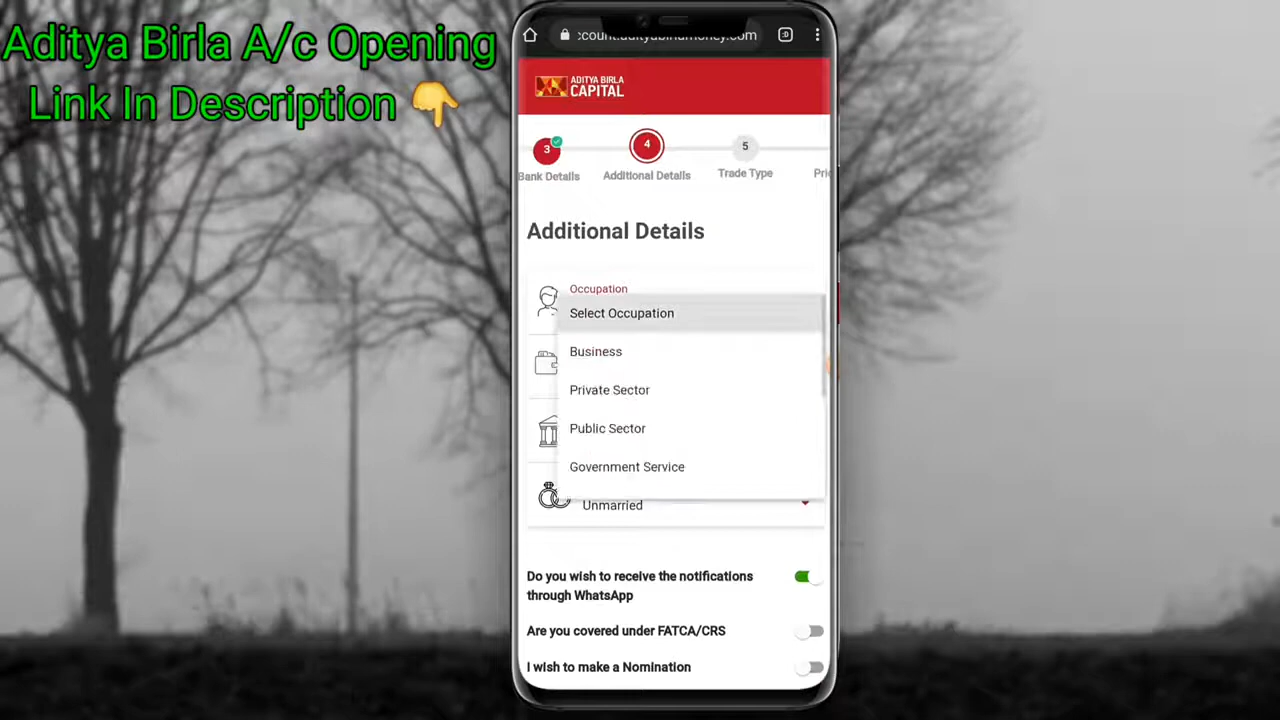 Aditya Birla A/c Opening
Link In Description
ADITYA BIRLA
CAPITAL
3
4
5
Bank Details
Additional Details
Trade Type
Additional Details
Occupation
Select Occupation
Business
Private Sector
Public Sector
Government Service
Unmarried
Do you wish to receive the notifications
through WhatsApp
Are you covered under FATCA/CRS
I wish to make a Nomination